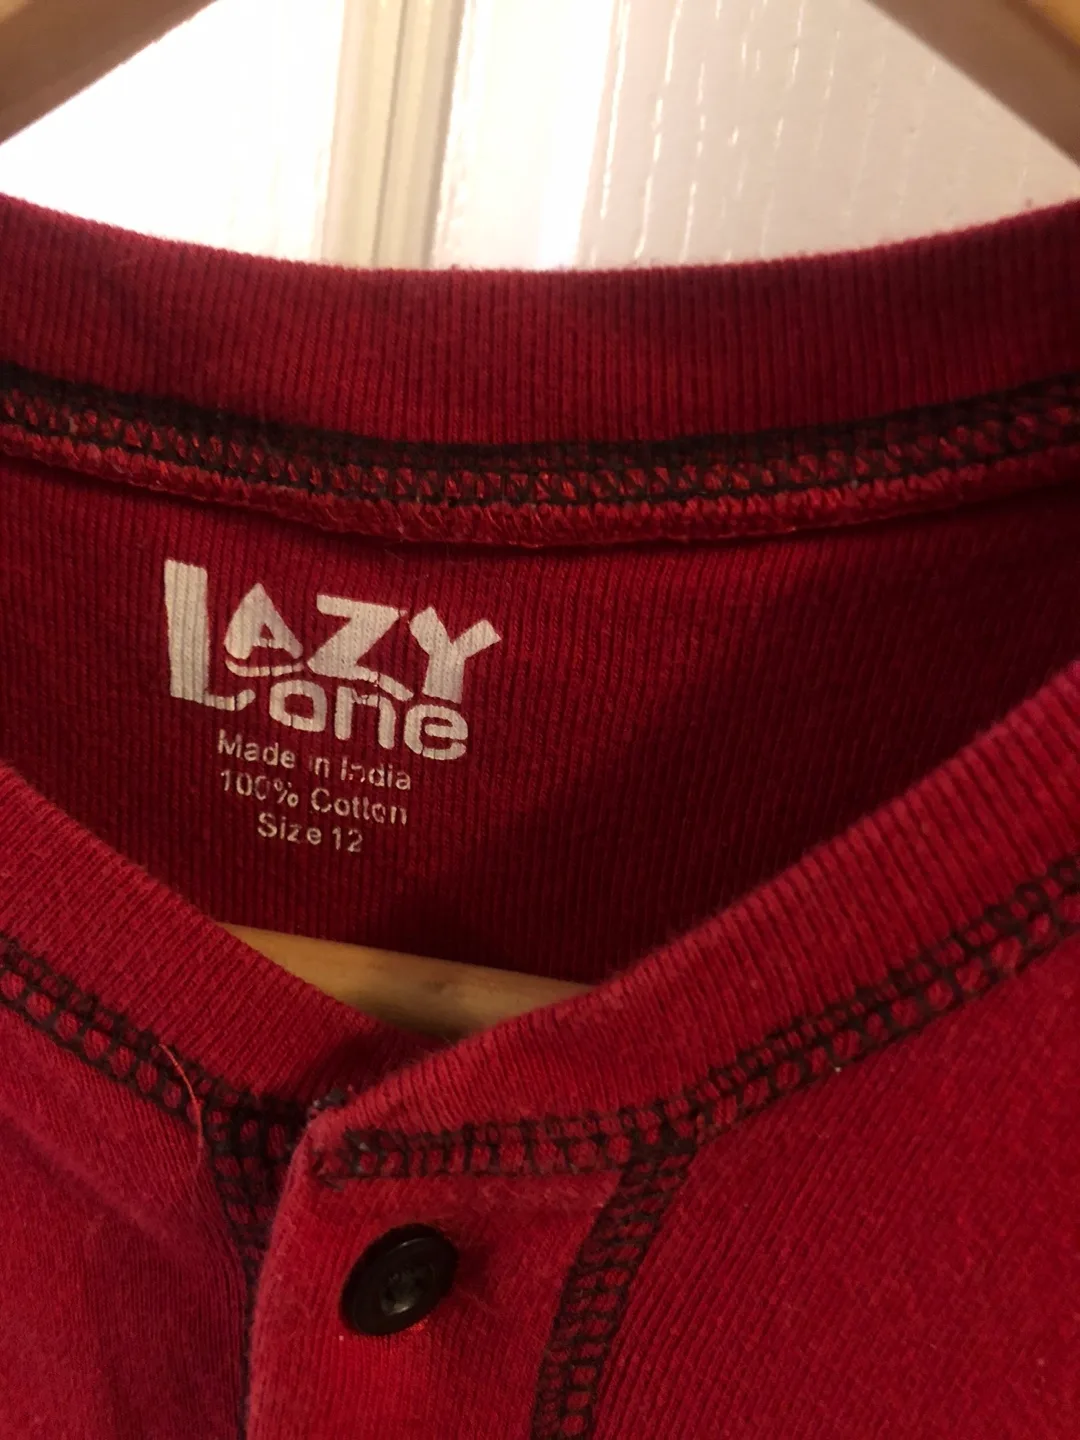 LAZY
one
Made in India
100% Cotton
Size 12